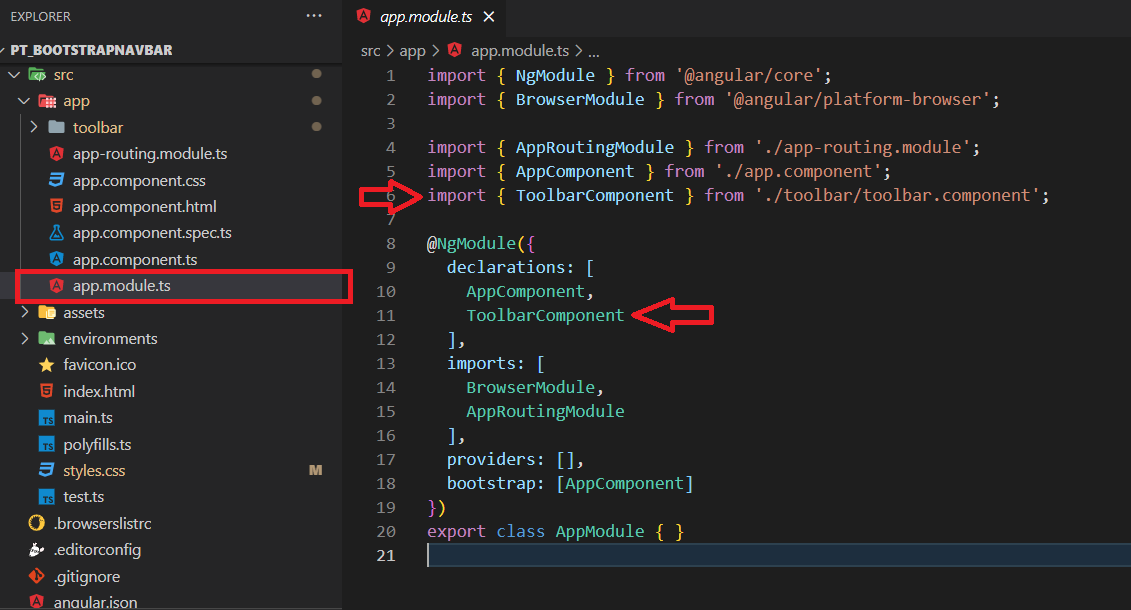 EXPLORER
PT_BOOTSTRAPNAVBAR
src
app
toolbar
app-routing.module.ts
app.component.css
app.component.html
app.component.spec.ts
app.component.ts
app.module.ts
assets
environments
favicon.ico
index.html
main.ts
polyfills.ts
styles.css M
test.ts
.browserslistrc
.editorconfig
.gitignore
angular.json
app.module.ts
src > app > app.module.ts > ...
1 import { NgModule } from '@angular/core';
2 import { BrowserModule } from '@angular/platform-browser';
3
4 import { AppRoutingModule } from './app-routing.module';
5 import { AppComponent } from './app.component';
6 import { ToolbarComponent } from './toolbar/toolbar.component';
7
8 @NgModule({
9 declarations: [
10 AppComponent,
11 ToolbarComponent
12 ],
13 imports: [
14 BrowserModule,
15 AppRoutingModule
16 ],
17 providers: [],
18 bootstrap: [AppComponent]
19 })
20 export class AppModule { }
21